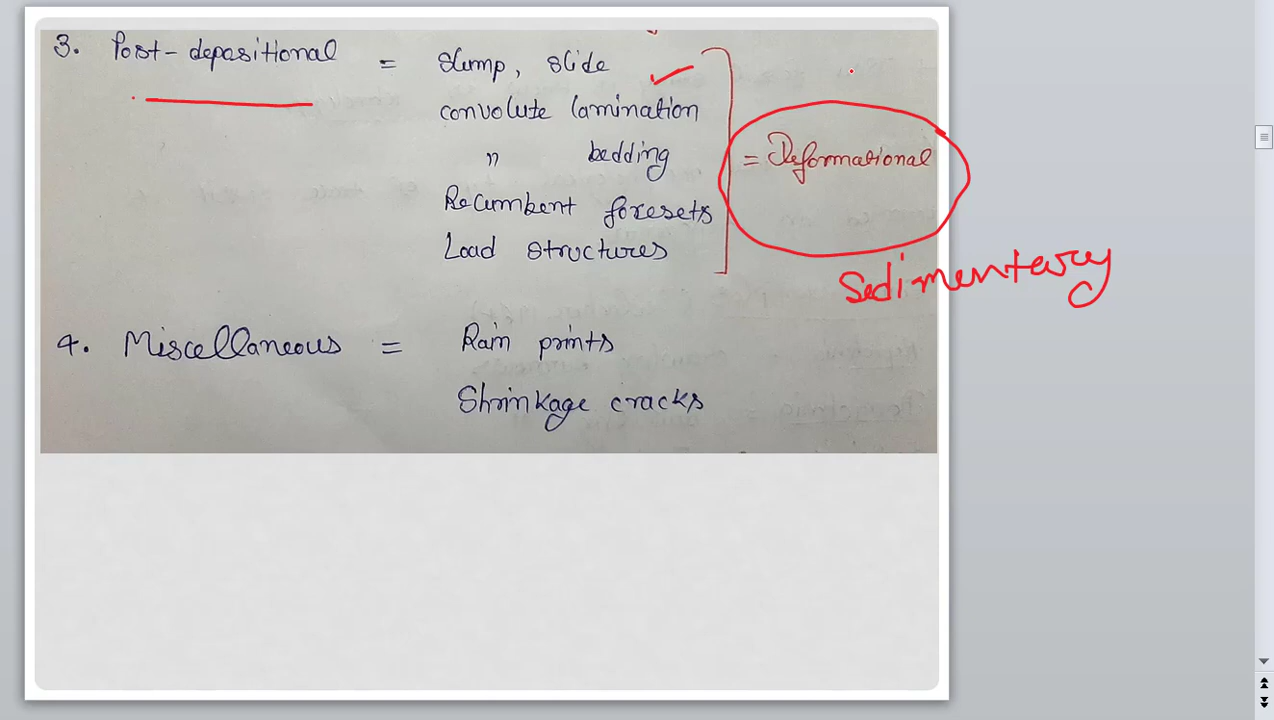 3. Post-depositional = Slump, slide
convolute lamination
" bedding
= Deformational
Recumbent foresets
Load structures
Sedimentary
4. Miscellaneous = Rain prints
Shrinkage cracks